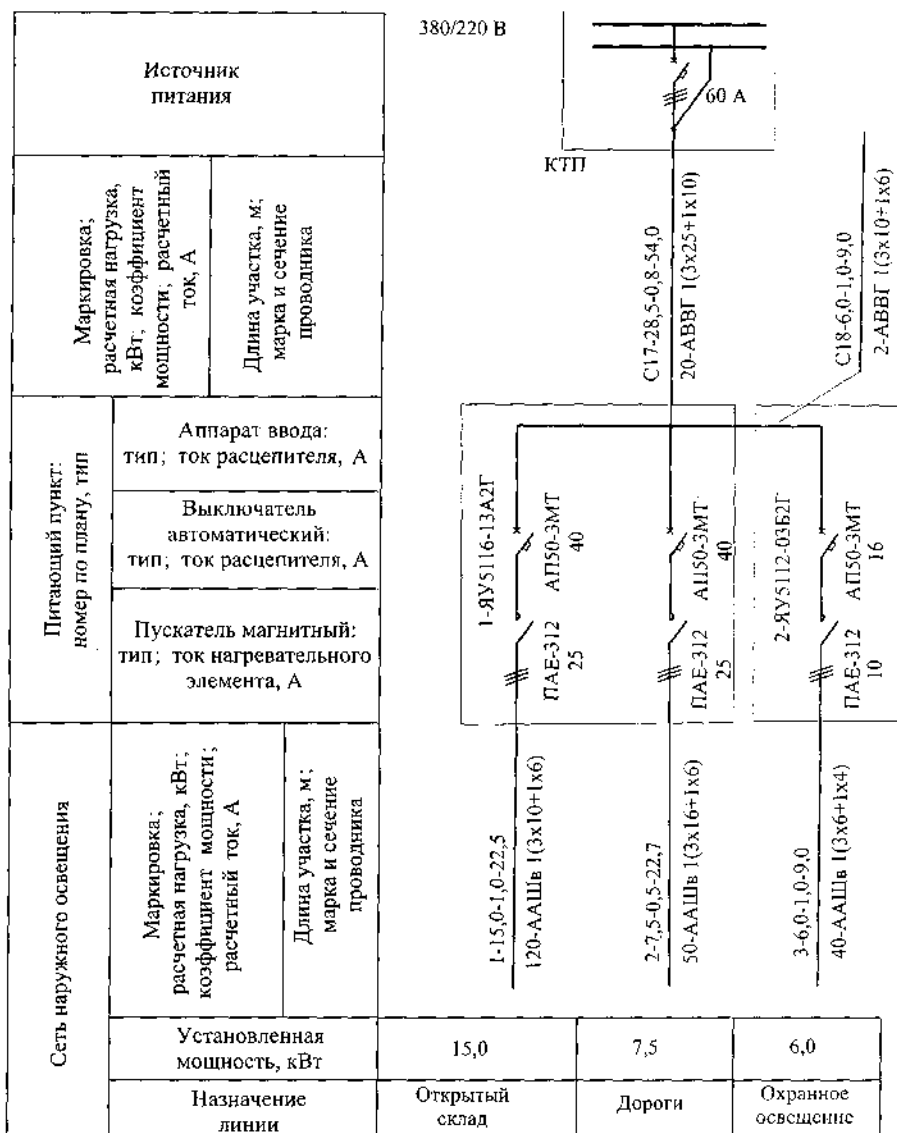 Источник
питания
380/220 В
60 А
КТП
Маркировка;
расчетная нагрузка,
кВт; коэффициент
мощности; расчетный
ток, А
Длина участка, м;
марка и сечение
проводника
С17-28,5-0,8-54,0
20-АВВГ 1(3х25+1х10)
С18-6,0-1,0-9,0
2-АВВГ 1(3х10+1х6)
Питающий пункт:
номер по плану, тип
Аппарат ввода:
тип; ток расцепителя, А
Выключатель
автоматический:
тип; ток расцепителя, А
Пускатель магнитный:
тип; ток нагревательного
элемента, А
1-ЯУ5116-13А2Г
АП50-3МТ
40
ПАЕ-312
25
АП50-3МТ
40
ПАЕ-312
25
2-ЯУ5112-03Б2Г
АП50-3МТ
16
ПАЕ-312
10
Сеть наружного освещения
Маркировка;
расчетная нагрузка, кВт;
коэффициент мощности;
расчетный ток, А
Длина участка, м;
марка и сечение
проводника
1-15,0-1,0-22,5
120-ААШв 1(3х10+1х6)
2-7,5-0,5-22,7
50-ААШв 1(3х16+1х6)
3-6,0-1,0-9,0
40-ААШв 1(3х6+1х4)
Установленная
мощность, кВт
15,0
7,5
6,0
Назначение
линии
Открытый
склад
Дороги
Охранное
освещение